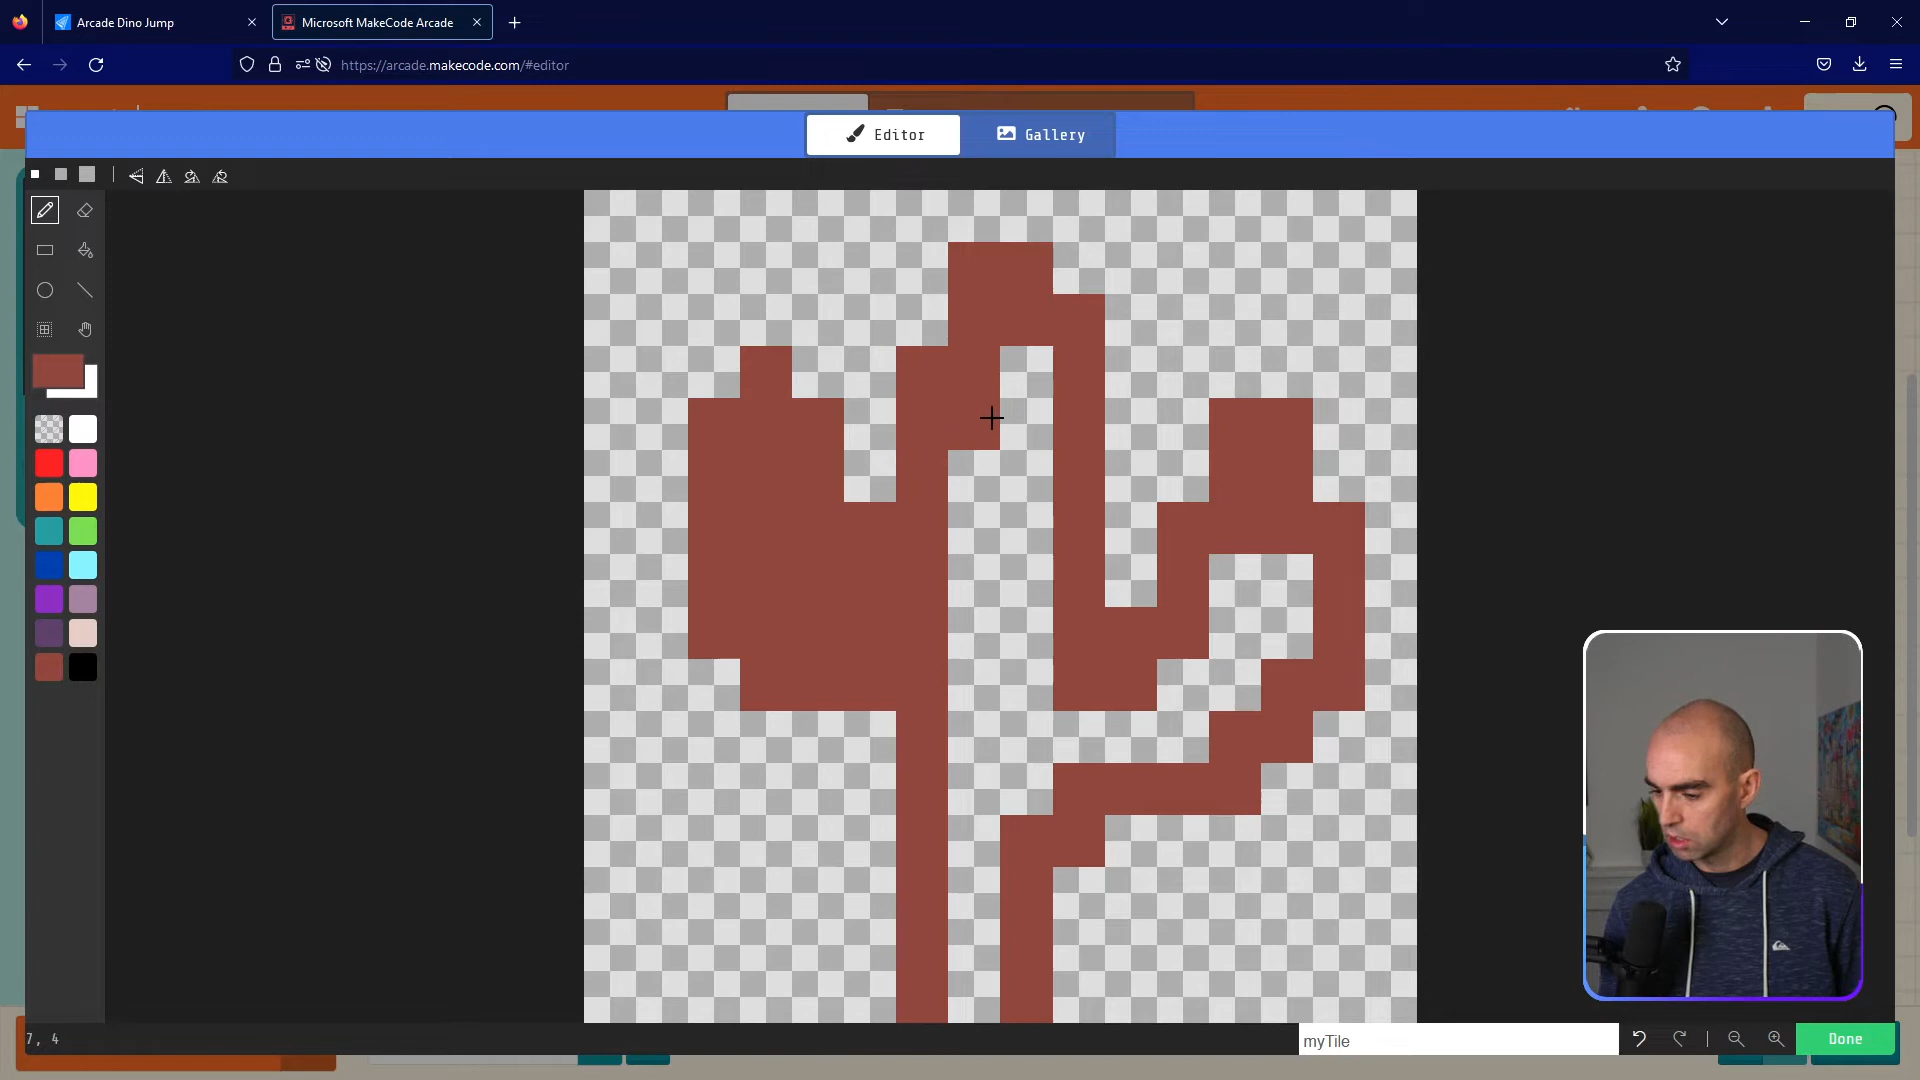 Arcade Dino Jump
Microsoft MakeCode Arcade
https://arcade.makecode.com/#editor
Editor
Gallery
7, 4
myTile
Done